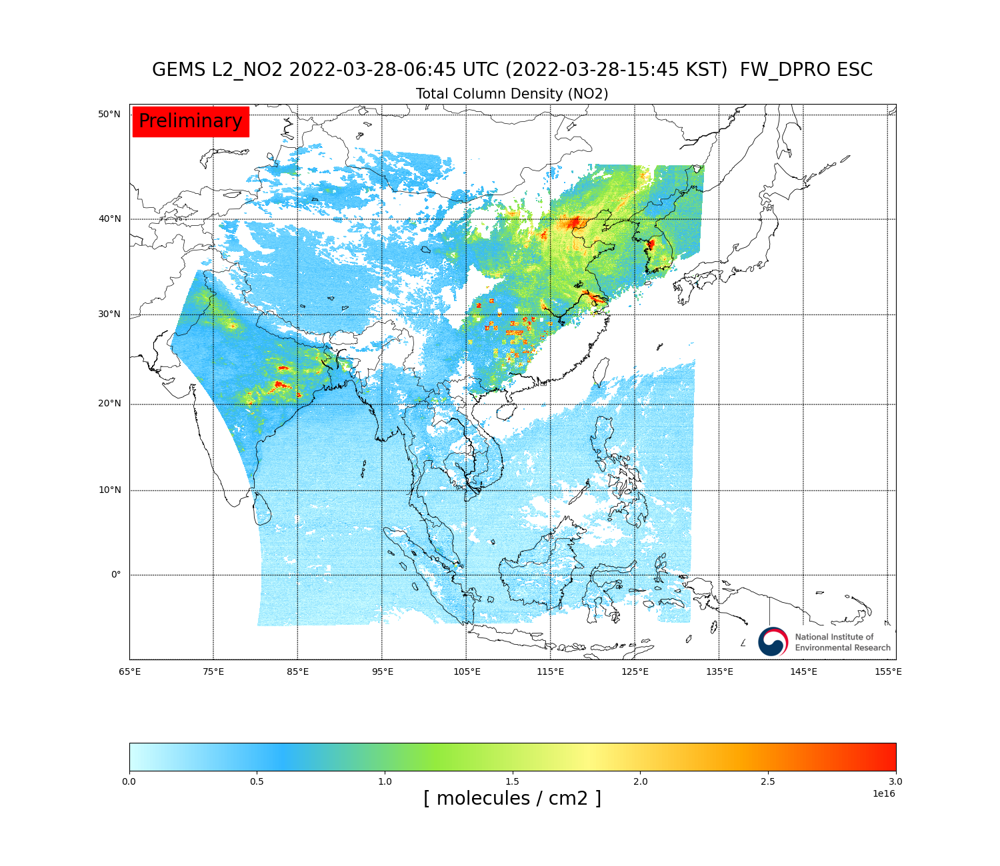 GEMS L2_NO2 2022-03-28-06:45 UTC (2022-03-28-15:45 KST)  FW_DPRO ESC
Total Column Density (NO2)
Preliminary
50°N
40°N
30°N
20°N
10°N
0°
National Institute of
Environmental Research
65°E 75°E 85°E 95°E 105°E 115°E 125°E 135°E 145°E 155°E
0.0 0.5 1.0 1.5 2.0 2.5 3.0
1e16
[ molecules / cm2 ]